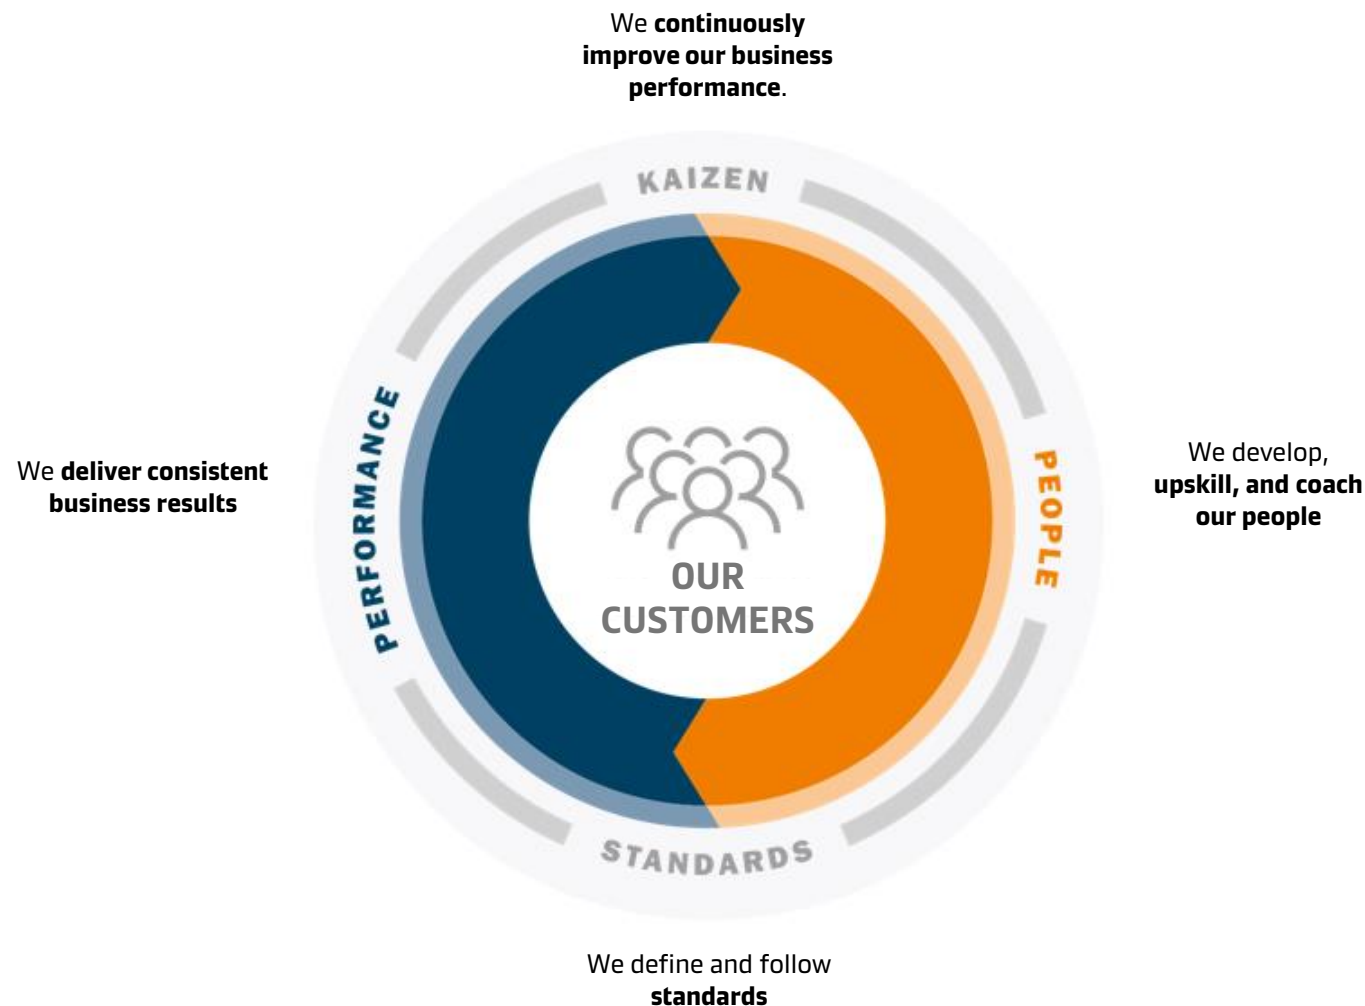 We continuously
improve our business
performance.
KAIZEN
PERFORMANCE
We deliver consistent
business results
OUR
CUSTOMERS
PEOPLE
We develop,
upskill, and coach
our people
STANDARDS
We define and follow
standards